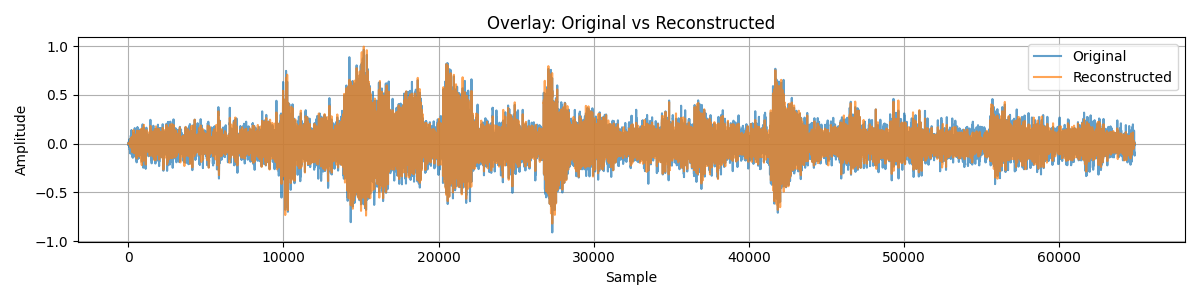 Overlay: Original vs Reconstructed
1.0
0.5
0.0
−0.5
−1.0
Amplitude
Original
Reconstructed
0
10000
20000
30000
40000
50000
60000
Sample